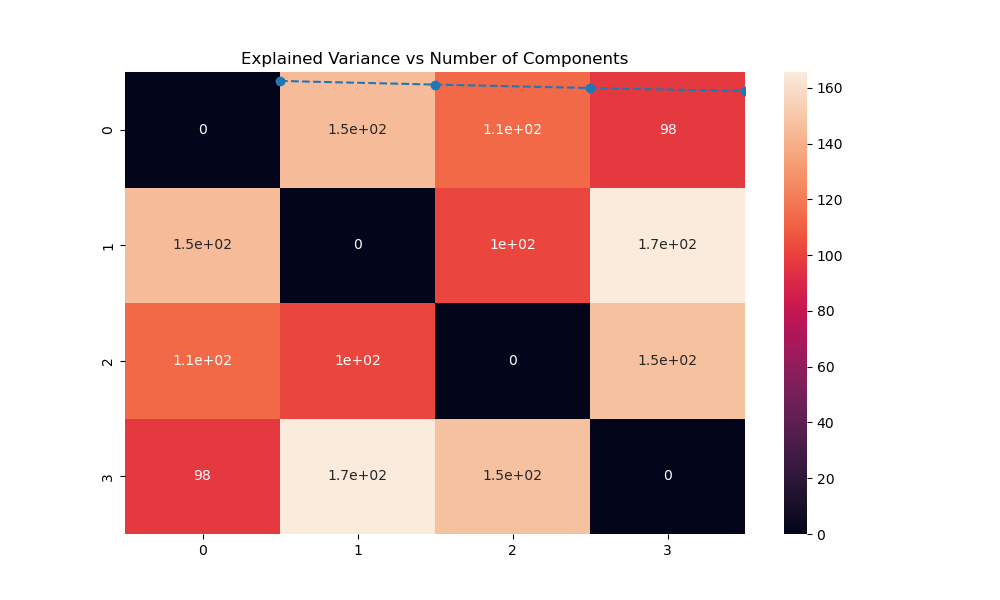 Explained Variance vs Number of Components
0 0 1.5e+02 1.1e+02 98
1 1.5e+02 0 1e+02 1.7e+02
2 1.1e+02 1e+02 0 1.5e+02
3 98 1.7e+02 1.5e+02 0
0 1 2 3
160
140
120
100
80
60
40
20
0